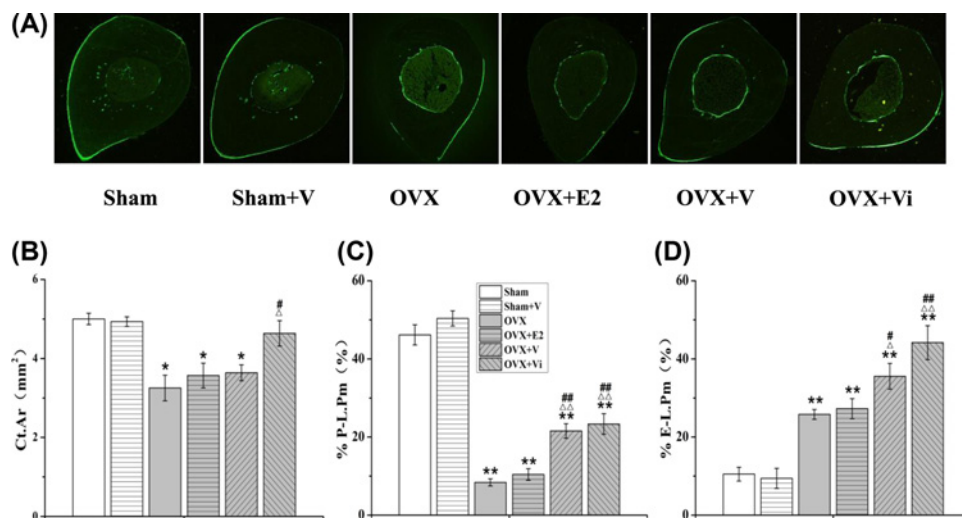 (A)
Sham Sham+V OVX OVX+E2 OVX+V OVX+Vi
(B)
Ct.Ar（mm²）
6
4
2
0
*
*
*
#
△
(C)
% P-L.Pm（%）
60
40
20
0
Sham
Sham+V
OVX
OVX+E2
OVX+V
OVX+Vi
**
**
##
△△
**
##
△△
**
(D)
% E-L.Pm（%）
60
40
20
0
**
**
#
△
**
##
△△
**